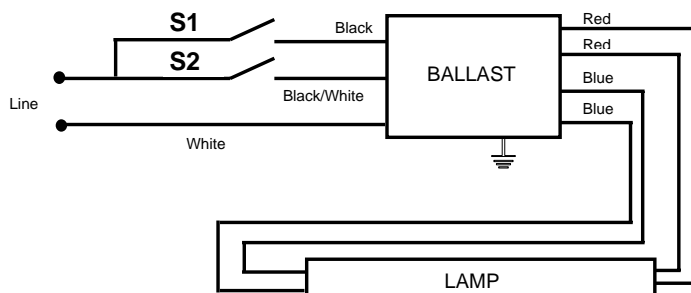 S1
Black
Red
Red
S2
BALLAST
Black/White
Blue
Line
Blue
White
LAMP